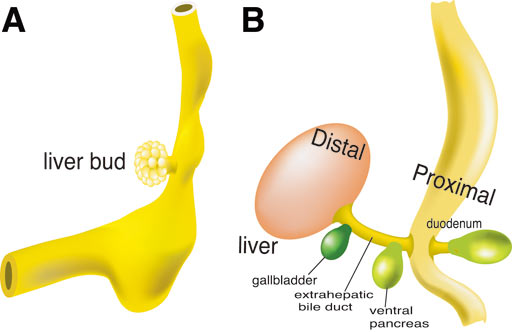 A
B
liver bud
Distal
Proximal
liver
duodenum
gallbladder
extrahepatic
bile duct
ventral
pancreas